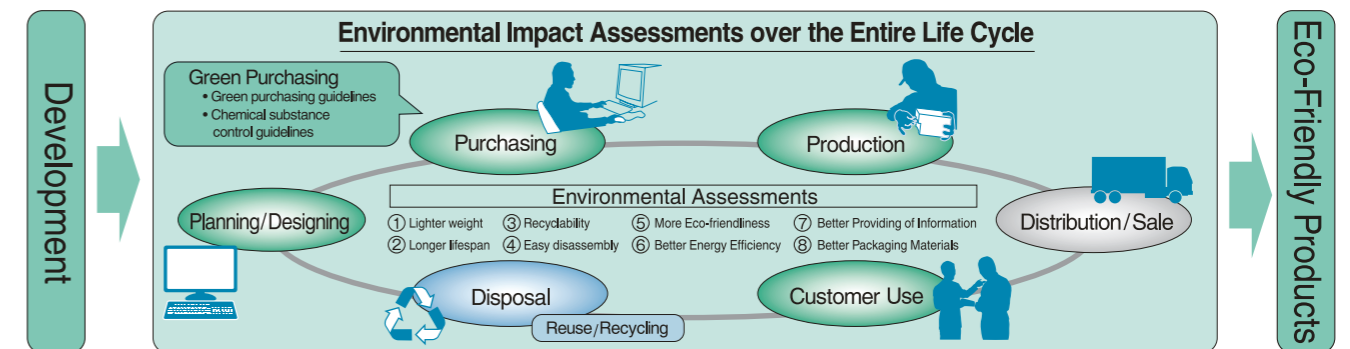 Development
Environmental Impact Assessments over the Entire Life Cycle
Green Purchasing
• Green purchasing guidelines
• Chemical substance
control guidelines
Purchasing
Production
Planning/Designing
Distribution/Sale
Environmental Assessments
① Lighter weight ③ Recyclability ⑤ More Eco-friendliness ⑦ Better Providing of Information
② Longer lifespan ④ Easy disassembly ⑥ Better Energy Efficiency ⑧ Better Packaging Materials
Disposal
Reuse/Recycling
Customer Use
Eco-Friendly Products